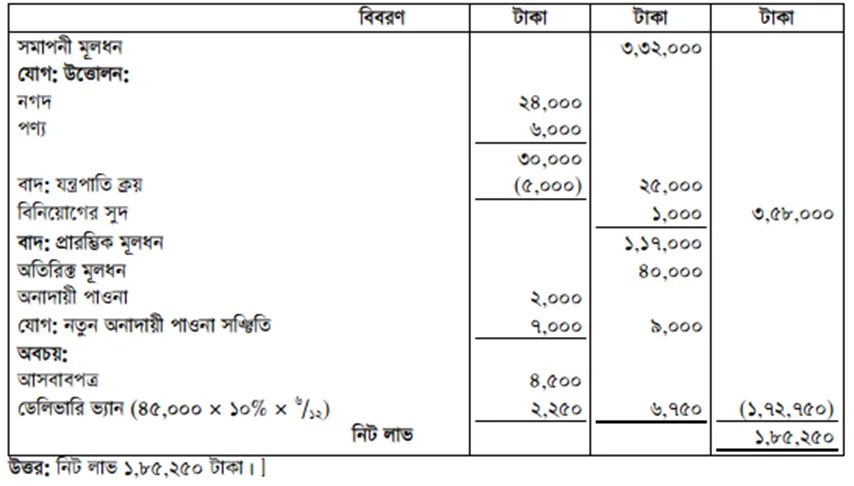 বিবরণ টাকা টাকা টাকা
সমাপনী মূলধন ৩,৩২,০০০
যোগ: উত্তোলন:
নগদ ২৪,০০০
পণ্য ৬,০০০
৩০,০০০
বাদ: যন্ত্রপাতি ক্রয় (৫,০০০) ২৫,০০০
বিনিয়োগের সুদ ১,০০০ ৩,৫৮,০০০
বাদ: প্রারম্ভিক মূলধন ১,১৭,০০০
অতিরিক্ত মূলধন ৪০,০০০
অনাদায়ী পাওনা ২,০০০
যোগ: নতুন অনাদায়ী পাওনা সঞ্চিতি ৭,০০০ ৯,০০০
অবচয়:
আসবাবপত্র ৪,৫০০
ডেলিভারি ভ্যান (৪৫,০০০ × ১০% × ৬/১২) ২,২৫০ ৬,৭৫০ (১,৭২,৭৫০)
নিট লাভ ১,৮৫,২৫০
উত্তর: নিট লাভ ১,৮৫,২৫০ টাকা। ]